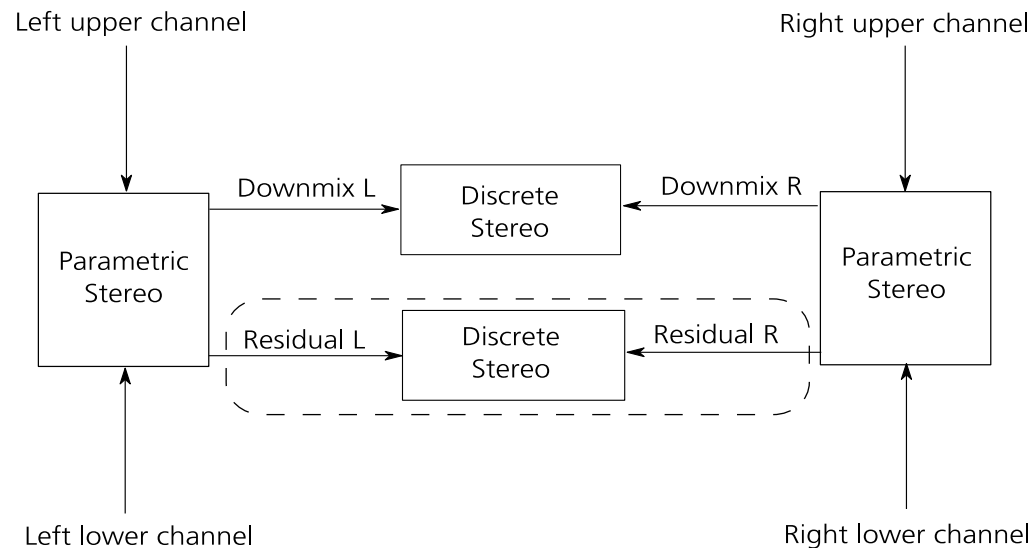 Left upper channel
Right upper channel
Downmix L
Discrete
Stereo
Downmix R
Parametric
Stereo
Parametric
Stereo
Residual L
Discrete
Stereo
Residual R
Left lower channel
Right lower channel